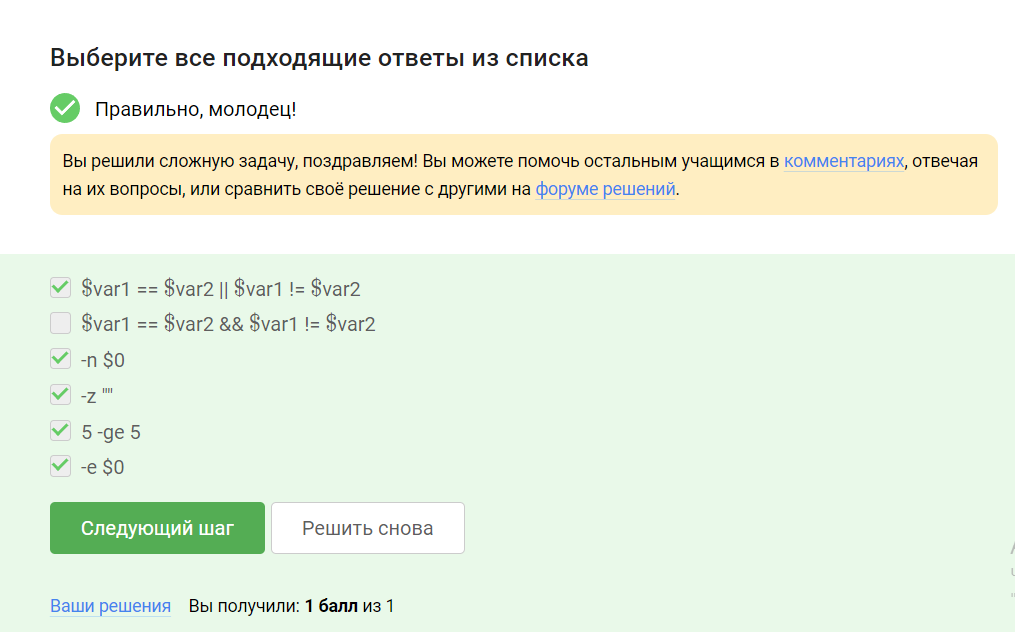 Выберите все подходящие ответы из списка
Правильно, молодец!
Вы решили сложную задачу, поздравляем! Вы можете помочь остальным учащимся в комментариях, отвечая
на их вопросы, или сравнить своё решение с другими на форуме решений.
$var1 == $var2 || $var1 != $var2
$var1 == $var2 && $var1 != $var2
-n $0
-z ""
5 -ge 5
-e $0
Следующий шаг Решить снова
Ваши решения Вы получили: 1 балл из 1